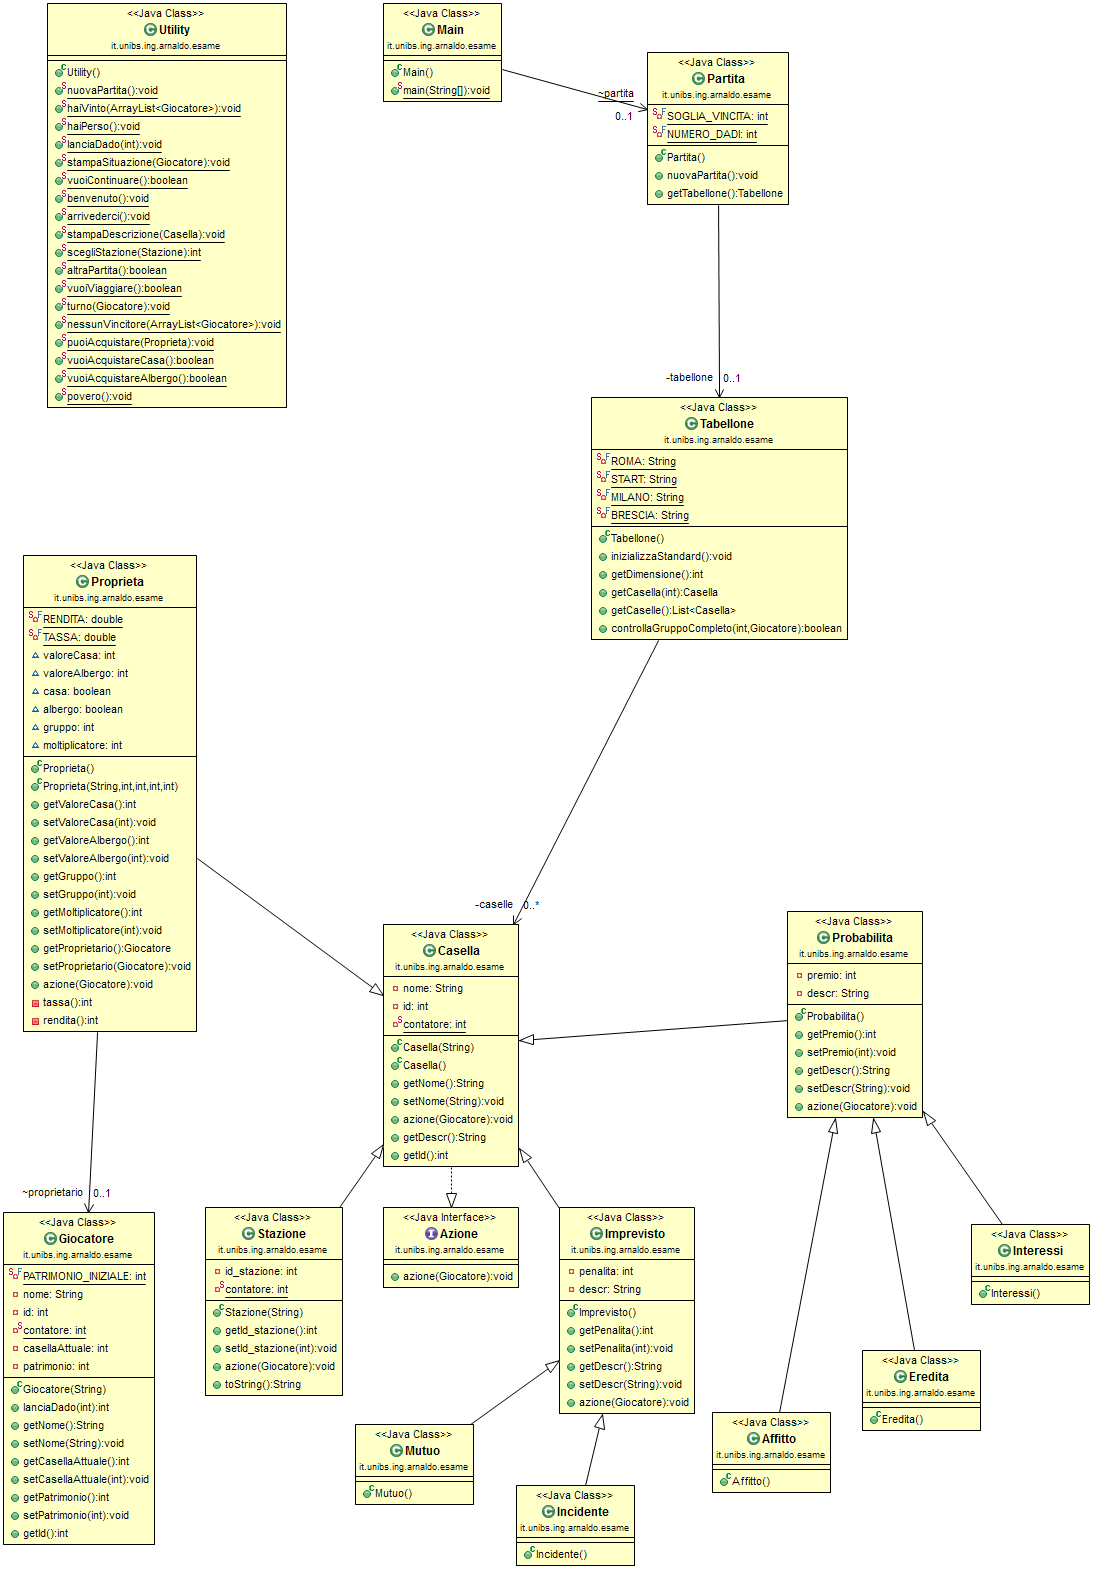 <<Java Class>>
Utility
it.unibs.ing.arnaldo.esame
Utility()
nuovaPartita():void
haiVinto(ArrayList<Giocatore>):void
haiPerso():void
lanciaDado(int):void
stampaSituazione(Giocatore):void
vuoiContinuare():boolean
benvenuto():void
arrivederci():void
stampaDescrizione(Casella):void
scegliStazione(Stazione):int
altraPartita():boolean
vuoiViaggiare():boolean
turno(Giocatore):void
nessunVincitore(ArrayList<Giocatore>):void
puoiAcquistare(Proprieta):void
vuoiAcquistareCasa():boolean
vuoiAcquistareAlbergo():boolean
povero():void
<<Java Class>>
Main
it.unibs.ing.arnaldo.esame
Main()
main(String[]):void
~partita
0..1
<<Java Class>>
Partita
it.unibs.ing.arnaldo.esame
SOGLIA_VINCITA: int
NUMERO_DADI: int
Partita()
nuovaPartita():void
getTabellone():Tabellone
-tabellone 0..1
<<Java Class>>
Tabellone
it.unibs.ing.arnaldo.esame
ROMA: String
START: String
MILANO: String
BRESCIA: String
Tabellone()
inizializzaStandard():void
getDimensione():int
getCasella(int):Casella
getCaselle():List<Casella>
controllaGruppoCompleto(int,Giocatore):boolean
<<Java Class>>
Proprieta
it.unibs.ing.arnaldo.esame
RENDITA: double
TASSA: double
valoreCasa: int
valoreAlbergo: int
casa: boolean
albergo: boolean
gruppo: int
moltiplicatore: int
Proprieta()
Proprieta(String,int,int,int,int)
getValoreCasa():int
setValoreCasa(int):void
getValoreAlbergo():int
setValoreAlbergo(int):void
getGruppo():int
setGruppo(int):void
getMoltiplicatore():int
setMoltiplicatore(int):void
getProprietario():Giocatore
setProprietario(Giocatore):void
azione(Giocatore):void
tassa():int
rendita():int
-caselle 0..*
<<Java Class>>
Casella
it.unibs.ing.arnaldo.esame
nome: String
id: int
contatore: int
Casella(String)
Casella()
getNome():String
setNome(String):void
azione(Giocatore):void
getDescr():String
getId():int
<<Java Class>>
Probabilita
it.unibs.ing.arnaldo.esame
premio: int
descr: String
Probabilita()
getPremio():int
setPremio(int):void
getDescr():String
setDescr(String):void
azione(Giocatore):void
~proprietario 0..1
<<Java Class>>
Giocatore
it.unibs.ing.arnaldo.esame
PATRIMONIO_INIZIALE: int
nome: String
id: int
contatore: int
casellaAttuale: int
patrimonio: int
Giocatore(String)
lanciaDado(int):int
getNome():String
setNome(String):void
getCasellaAttuale():int
setCasellaAttuale(int):void
getPatrimonio():int
setPatrimonio(int):void
getId():int
<<Java Class>>
Stazione
it.unibs.ing.arnaldo.esame
id_stazione: int
contatore: int
Stazione(String)
getId_stazione():int
setId_stazione(int):void
azione(Giocatore):void
toString():String
<<Java Interface>>
Azione
it.unibs.ing.arnaldo.esame
azione(Giocatore):void
<<Java Class>>
Imprevisto
it.unibs.ing.arnaldo.esame
penalita: int
descr: String
Imprevisto()
getPenalita():int
setPenalita(int):void
getDescr():String
setDescr(String):void
azione(Giocatore):void
<<Java Class>>
Interessi
it.unibs.ing.arnaldo.esame
Interessi()
<<Java Class>>
Eredita
it.unibs.ing.arnaldo.esame
Eredita()
<<Java Class>>
Affitto
it.unibs.ing.arnaldo.esame
Affitto()
<<Java Class>>
Mutuo
it.unibs.ing.arnaldo.esame
Mutuo()
<<Java Class>>
Incidente
it.unibs.ing.arnaldo.esame
Incidente()